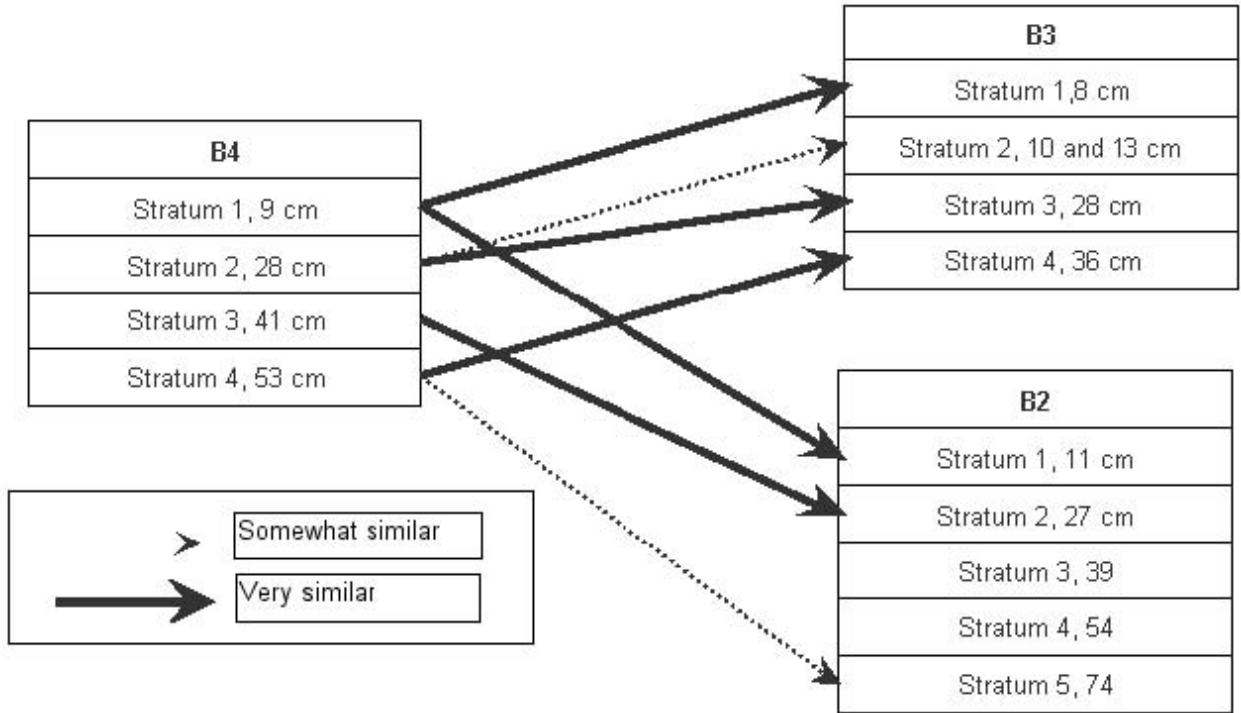 B4
Stratum 1, 9 cm
Stratum 2, 28 cm
Stratum 3, 41 cm
Stratum 4, 53 cm
B3
Stratum 1,8 cm
Stratum 2, 10 and 13 cm
Stratum 3, 28 cm
Stratum 4, 36 cm
B2
Stratum 1, 11 cm
Stratum 2, 27 cm
Stratum 3, 39
Stratum 4, 54
Stratum 5, 74
Somewhat similar
Very similar